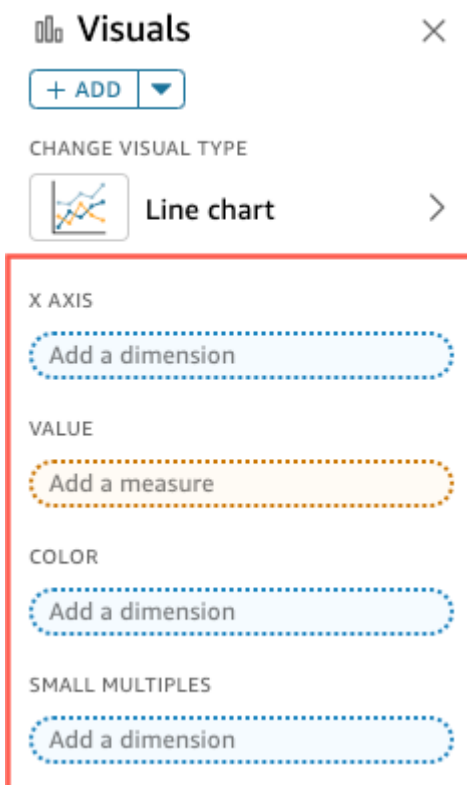 Visuals
+ ADD
CHANGE VISUAL TYPE
Line chart
X AXIS
Add a dimension
VALUE
Add a measure
COLOR
Add a dimension
SMALL MULTIPLES
Add a dimension